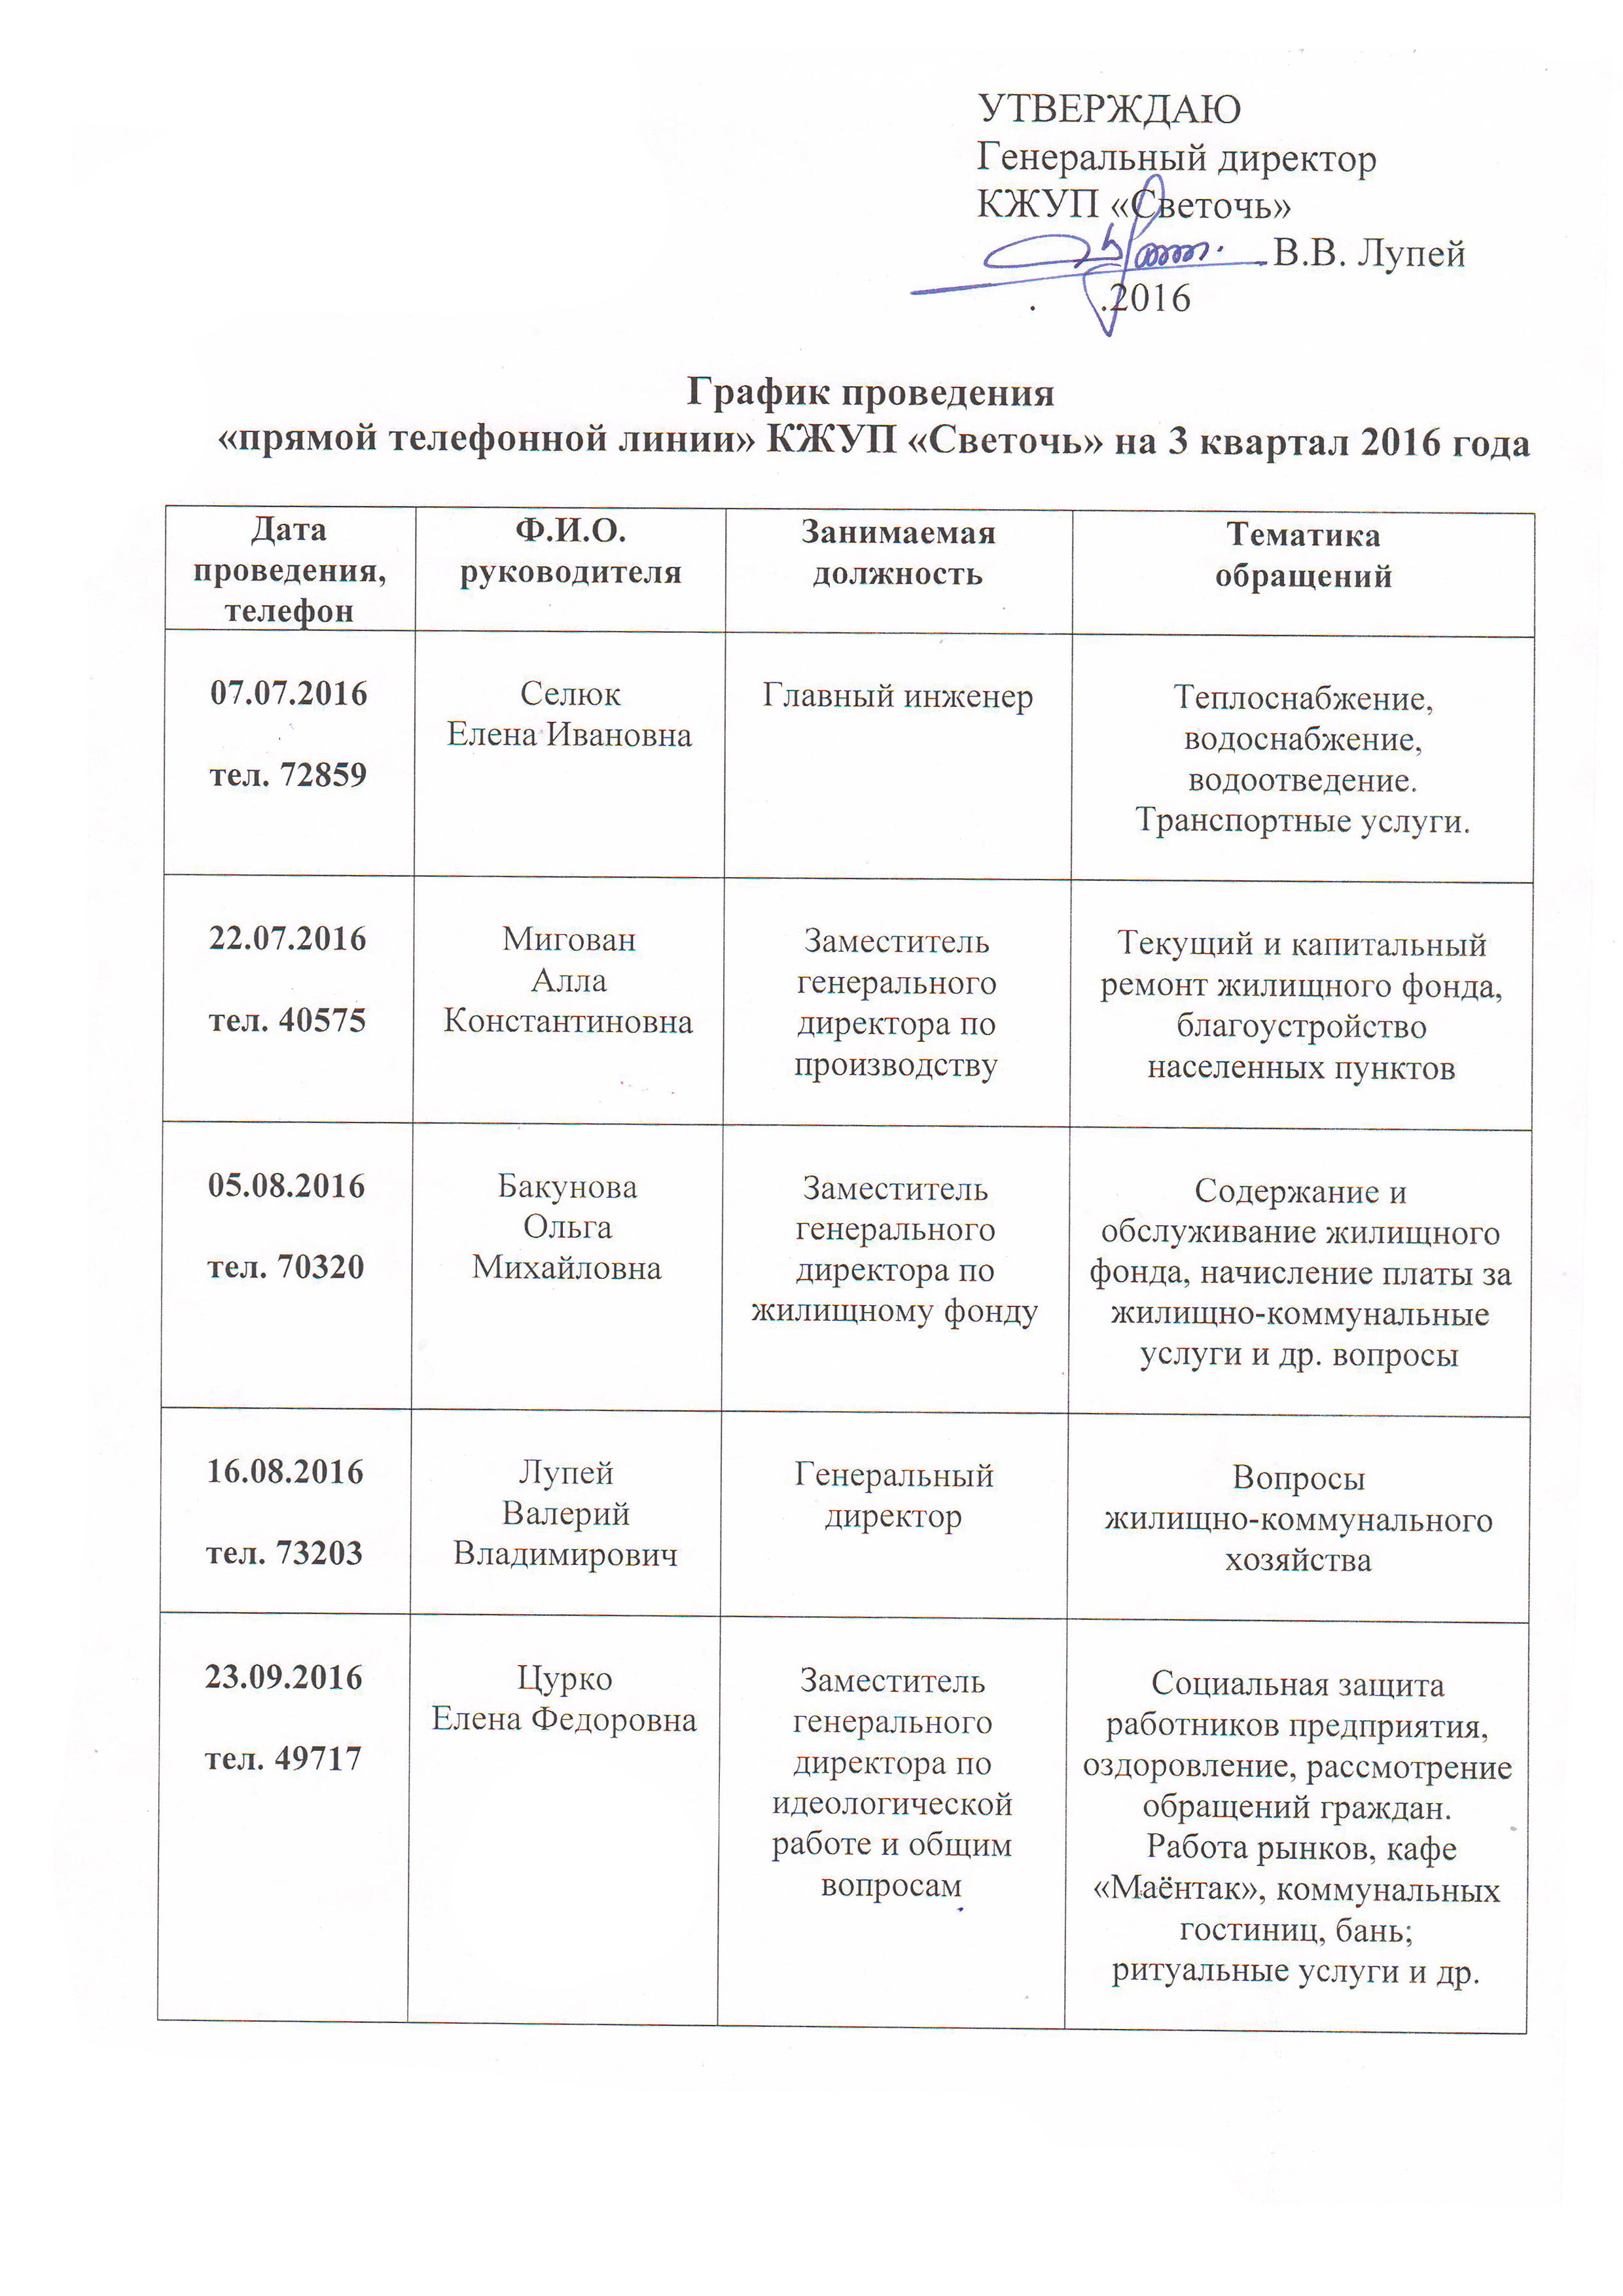 УТВЕРЖДАЮ
Генеральный директор
КЖУП «Светочь»
В.В. Лупей
. .2016
График проведения
«прямой телефонной линии» КЖУП «Светочь» на 3 квартал 2016 года
Дата
проведения,
телефон
Ф.И.О.
руководителя
Занимаемая
должность
Тематика
обращений
07.07.2016
тел. 72859
Селюк
Елена Ивановна
Главный инженер
Теплоснабжение,
водоснабжение,
водоотведение.
Транспортные услуги.
22.07.2016
тел. 40575
Мигован
Алла
Константиновна
Заместитель
генерального
директора по
производству
Текущий и капитальный
ремонт жилищного фонда,
благоустройство
населенных пунктов
05.08.2016
тел. 70320
Бакунова
Ольга
Михайловна
Заместитель
генерального
директора по
жилищному фонду
Содержание и
обслуживание жилищного
фонда, начисление платы за
жилищно-коммунальные
услуги и др. вопросы
16.08.2016
тел. 73203
Лупей
Валерий
Владимирович
Генеральный
директор
Вопросы
жилищно-коммунального
хозяйства
23.09.2016
тел. 49717
Цурко
Елена Федоровна
Заместитель
генерального
директора по
идеологической
работе и общим
вопросам
Социальная защита
работников предприятия,
оздоровление, рассмотрение
обращений граждан.
Работа рынков, кафе
«Маёнтак», коммунальных
гостиниц, бань;
ритуальные услуги и др.